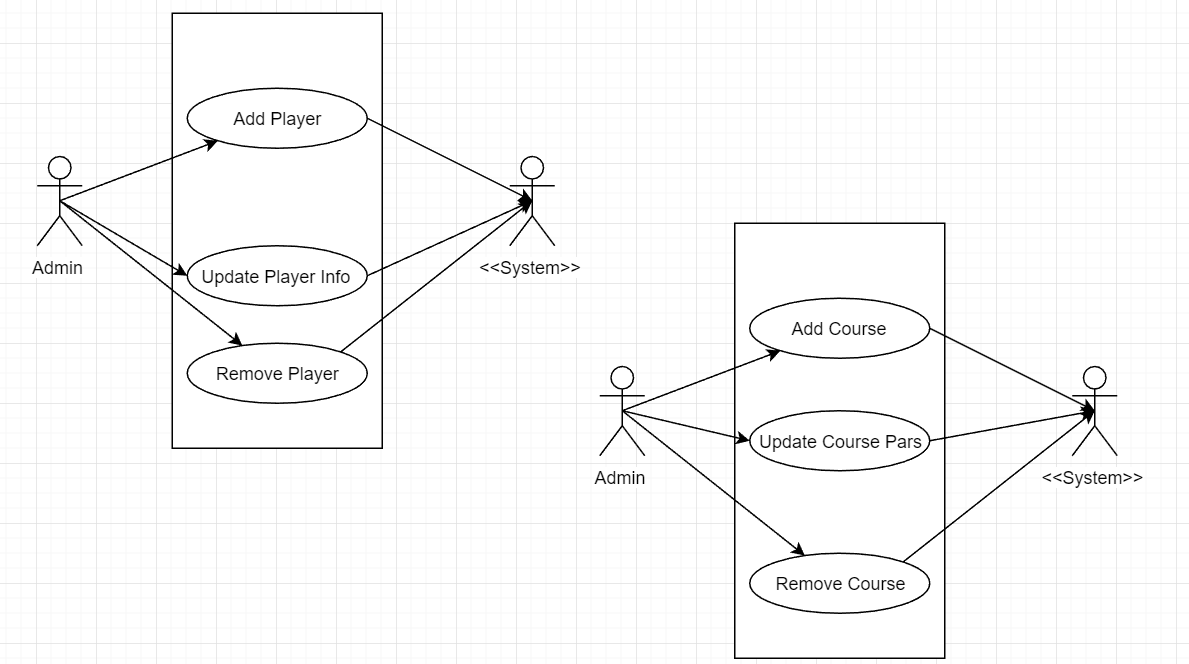 Add Player
Admin
<<System>>
Update Player Info
Remove Player
Add Course
Update Course Pars
Admin
<<System>>
Remove Course